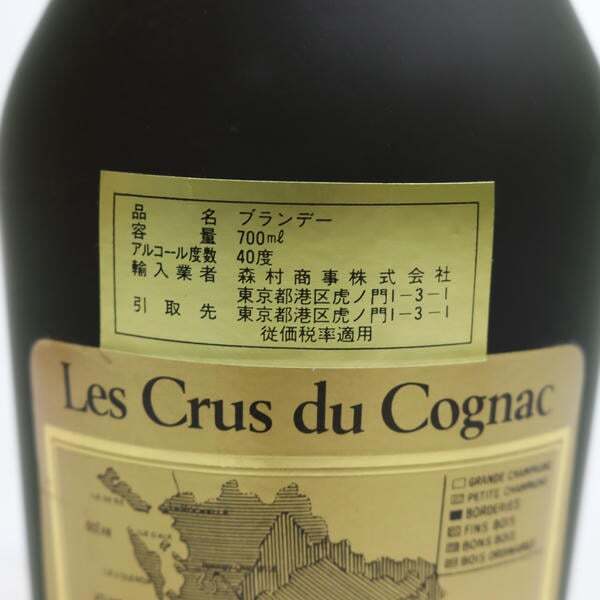 品名 ブランデー
容量 700ml
アルコール度数 40度
輸入業者 森村商事株式会社
東京都港区虎ノ門1-3-1
引取先 東京都港区虎ノ門1-3-1
従価税率適用
Les Crus du Cognac
GRANDE CHAMPAGNE
PETITE CHAMPAGNE
BORDERIES
FINS BOIS
BONS BOIS
BOIS ORDINAIRES